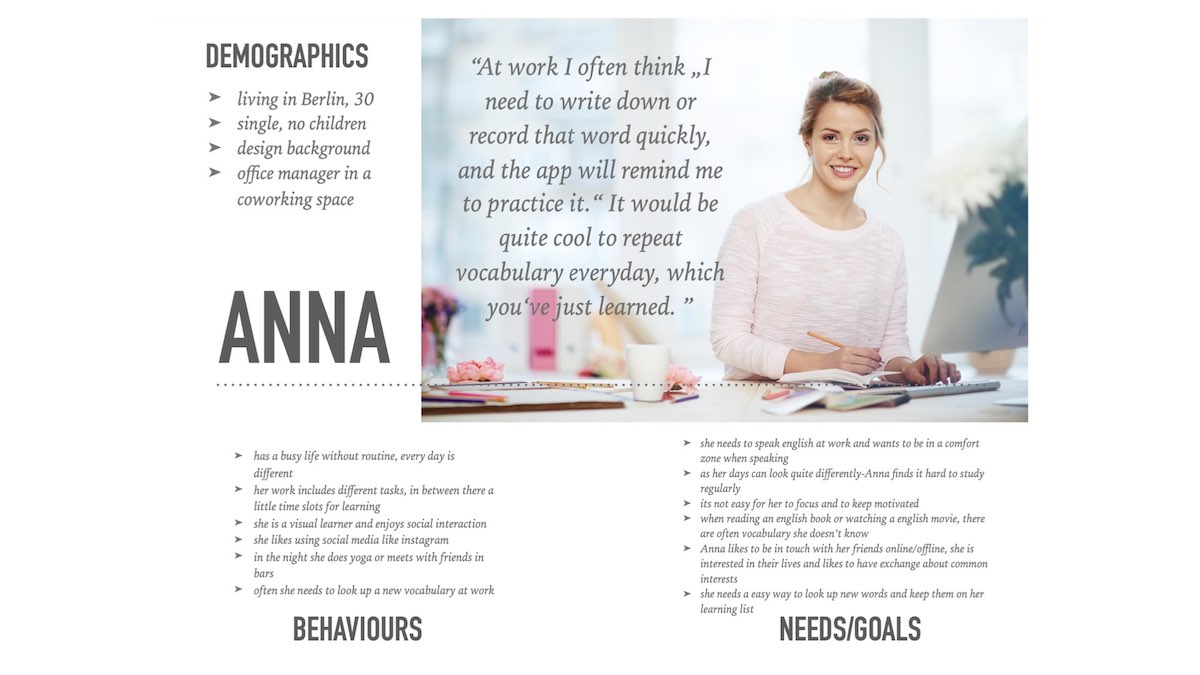 DEMOGRAPHICS
➤ living in Berlin, 30
➤ single, no children
➤ design background
➤ office manager in a
coworking space
ANNA
“At work I often think „I
need to write down or
record that word quickly,
and the app will remind me
to practice it.“ It would be
quite cool to repeat
vocabulary everyday, which
you‘ve just learned. ”
➤ has a busy life without routine, every day is
different
➤ her work includes different tasks, in between there a
little time slots for learning
➤ she is a visual learner and enjoys social interaction
➤ she likes using social media like instagram
➤ in the night she does yoga or meets with friends in
bars
➤ often she needs to look up a new vocabulary at work
BEHAVIOURS
➤ she needs to speak english at work and wants to be in a comfort
zone when speaking
➤ as her days can look quite differently-Anna finds it hard to study
regularly
➤ its not easy for her to focus and to keep motivated
➤ when reading an english book or watching a english movie, there
are often vocabulary she doesn’t know
➤ Anna likes to be in touch with her friends online/offline, she is
interested in their lives and likes to have exchange about common
interests
➤ she needs a easy way to look up new words and keep them on her
learning list
NEEDS/GOALS